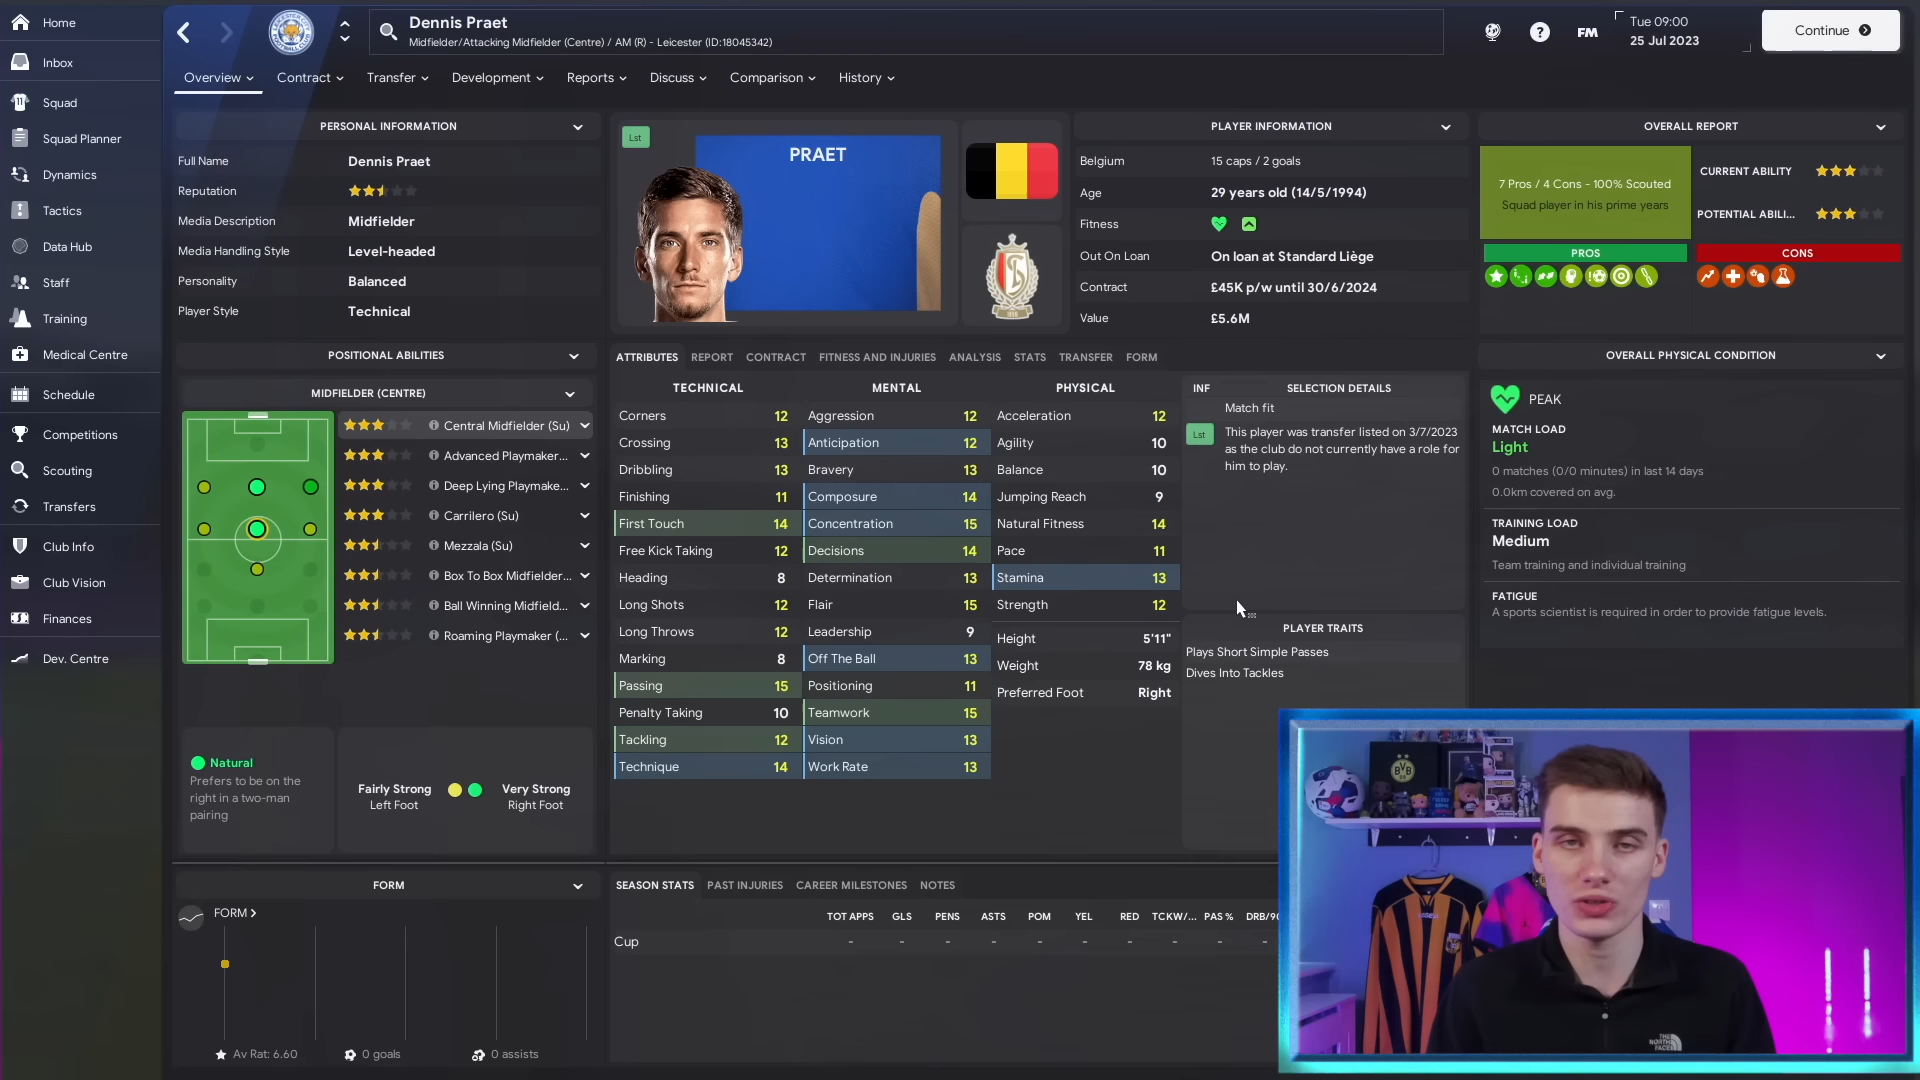 Home
Inbox
Squad
Squad Planner
Dynamics
Tactics
Data Hub
Staff
Training
Medical Centre
Schedule
Competitions
Scouting
Transfers
Club Info
Club Vision
Finances
Dev. Centre
Dennis Praet
Midfielder/Attacking Midfielder (Centre) / AM (R) - Leicester (ID:18045342)
?
FM
Tue 09:00
25 Jul 2023
Continue
Overview
Contract
Transfer
Development
Reports
Discuss
Comparison
History
PERSONAL INFORMATION
Full Name Dennis Praet
Reputation
Media Description Midfielder
Media Handling Style Level-headed
Personality Balanced
Player Style Technical
Lst
PRAET
PLAYER INFORMATION
Belgium 15 caps / 2 goals
Age 29 years old (14/5/1994)
Fitness
Out On Loan On loan at Standard Liège
Contract £45K p/w until 30/6/2024
Value £5.6M
OVERALL REPORT
7 Pros / 4 Cons - 100% Scouted
Squad player in his prime years
CURRENT ABILITY
POTENTIAL ABILI...
PROS
CONS
POSITIONAL ABILITIES
MIDFIELDER (CENTRE)
Central Midfielder (Su)
Advanced Playmaker...
Deep Lying Playmake...
Carrilero (Su)
Mezzala (Su)
Box To Box Midfielder...
Ball Winning Midfield...
Roaming Playmaker (...
Natural
Prefers to be on the
right in a two-man
pairing
Fairly Strong
Left Foot
Very Strong
Right Foot
ATTRIBUTES
REPORT
CONTRACT
FITNESS AND INJURIES
ANALYSIS
STATS
TRANSFER
FORM
TECHNICAL
Corners 12
Crossing 13
Dribbling 13
Finishing 11
First Touch 14
Free Kick Taking 12
Heading 8
Long Shots 12
Long Throws 12
Marking 8
Passing 15
Penalty Taking 10
Tackling 12
Technique 14
MENTAL
Aggression 12
Anticipation 12
Bravery 13
Composure 14
Concentration 15
Decisions 14
Determination 13
Flair 15
Leadership 9
Off The Ball 13
Positioning 11
Teamwork 15
Vision 13
Work Rate 13
PHYSICAL
Acceleration 12
Agility 10
Balance 10
Jumping Reach 9
Natural Fitness 14
Pace 11
Stamina 13
Strength 12
Height 5'11"
Weight 78 kg
Preferred Foot Right
INF
SELECTION DETAILS
Match fit
Lst
This player was transfer listed on 3/7/2023
as the club do not currently have a role for
him to play.
PLAYER TRAITS
Plays Short Simple Passes
Dives Into Tackles
OVERALL PHYSICAL CONDITION
PEAK
MATCH LOAD
Light
0 matches (0/0 minutes) in last 14 days
0.0km covered on avg.
TRAINING LOAD
Medium
Team training and individual training
FATIGUE
A sports scientist is required in order to provide fatigue levels.
FORM
FORM
Av Rat: 6.60
0 goals
0 assists
SEASON STATS
PAST INJURIES
CAREER MILESTONES
NOTES
TOT APPS GLS PENS ASTS POM YEL RED TCKW/... PAS % DRB/90
Cup - - - - - - - - - -
BVB
09
THE
NORTH
FACE